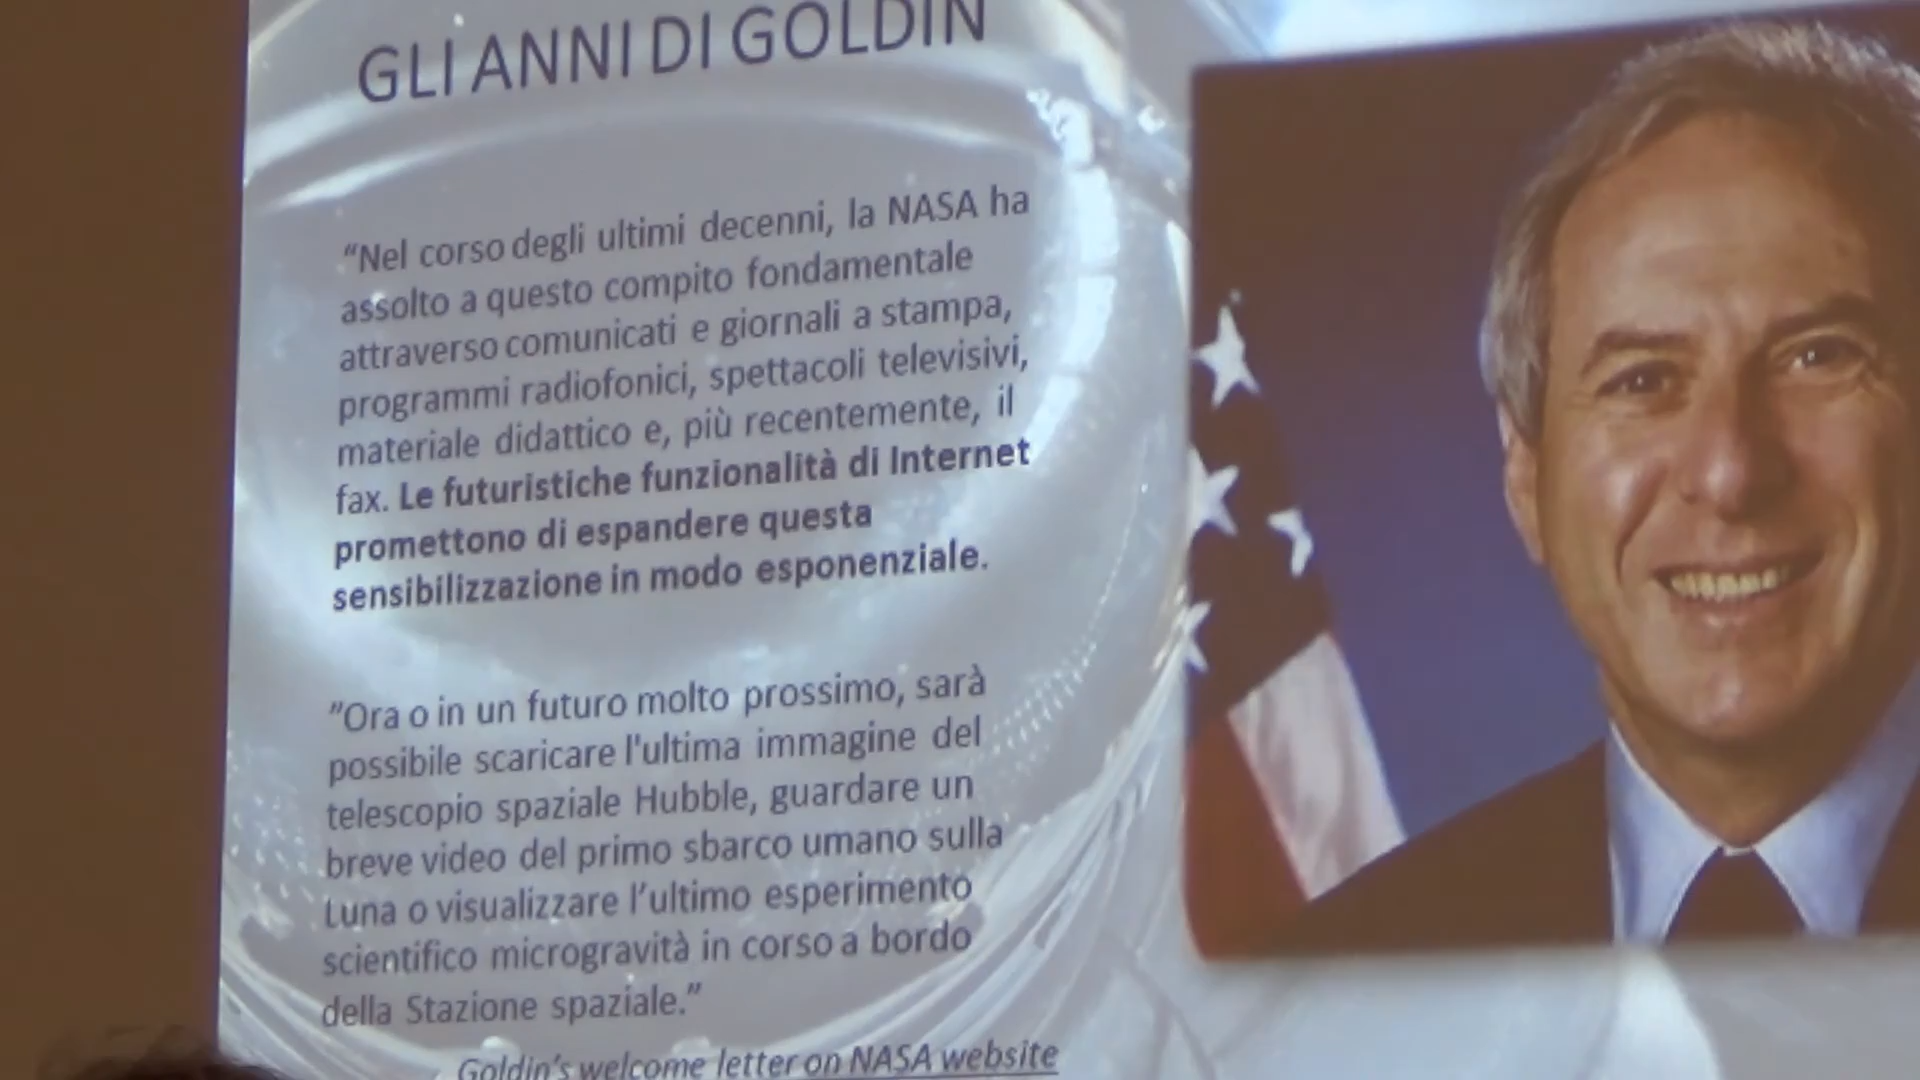 GLI ANNI DI GOLDIN
“Nel corso degli ultimi decenni, la NASA ha
assolto a questo compito fondamentale
attraverso comunicati e giornali a stampa,
programmi radiofonici, spettacoli televisivi,
materiale didattico e, più recentemente, il
fax. Le futuristiche funzionalità di Internet
promettono di espandere questa
sensibilizzazione in modo esponenziale.
“Ora o in un futuro molto prossimo, sarà
possibile scaricare l'ultima immagine del
telescopio spaziale Hubble, guardare un
breve video del primo sbarco umano sulla
Luna o visualizzare l’ultimo esperimento
scientifico microgravità in corso a bordo
della Stazione spaziale.”
Goldin’s welcome letter on NASA website